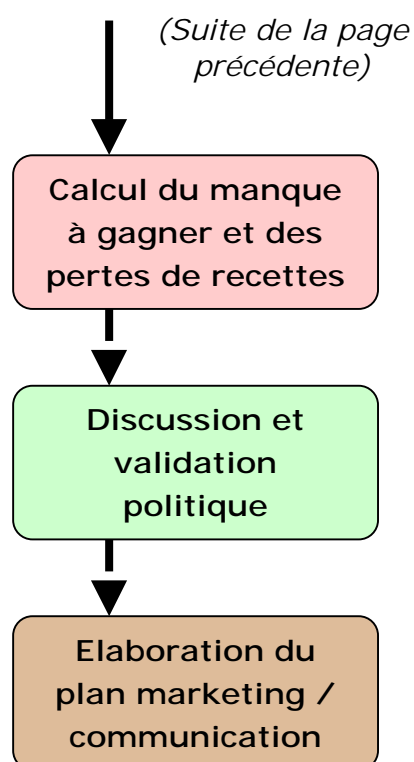 (Suite de la page
précédente)
Calcul du manque
à gagner et des
pertes de recettes
Discussion et
validation
politique
Elaboration du
plan marketing /
communication